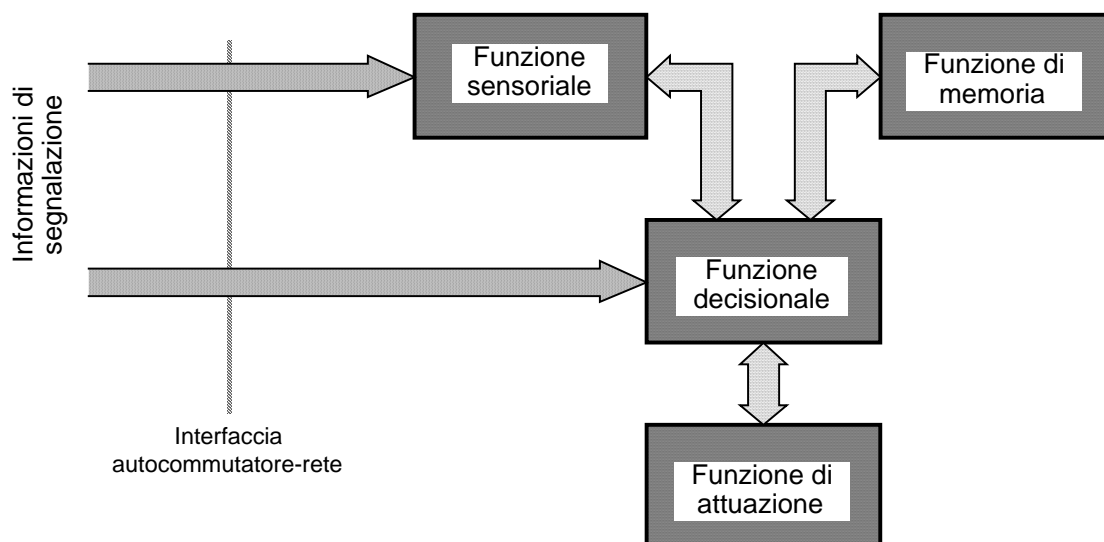 Informazioni di
segnalazione
Funzione
sensoriale
Funzione di
memoria
Funzione
decisionale
Interfaccia
autocommutatore-rete
Funzione di
attuazione